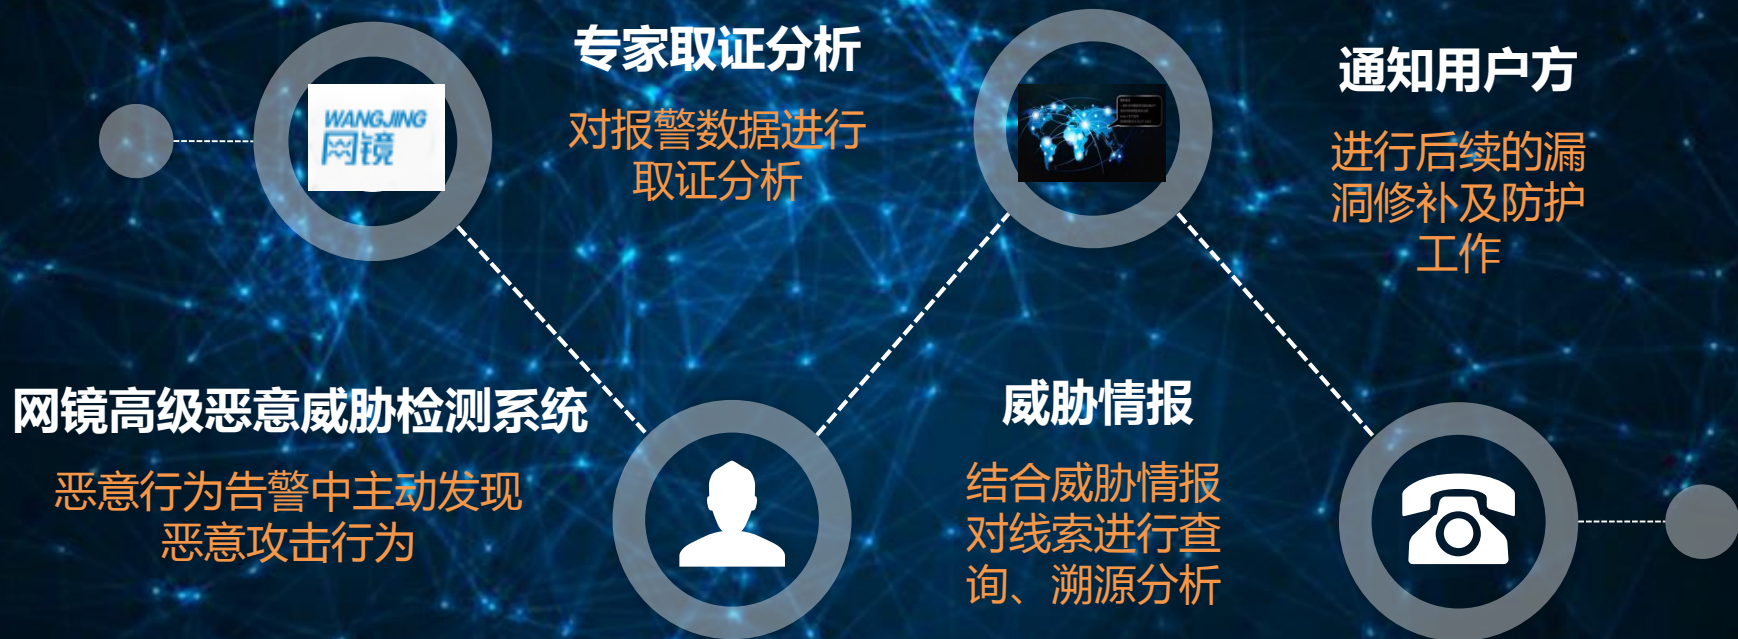 WANGJING
网镜
网镜高级恶意威胁检测系统
恶意行为告警中主动发现
恶意攻击行为
专家取证分析
对报警数据进行
取证分析
威胁情报
结合威胁情报
对线索进行查
询、溯源分析
通知用户方
进行后续的漏
洞修补及防护
工作